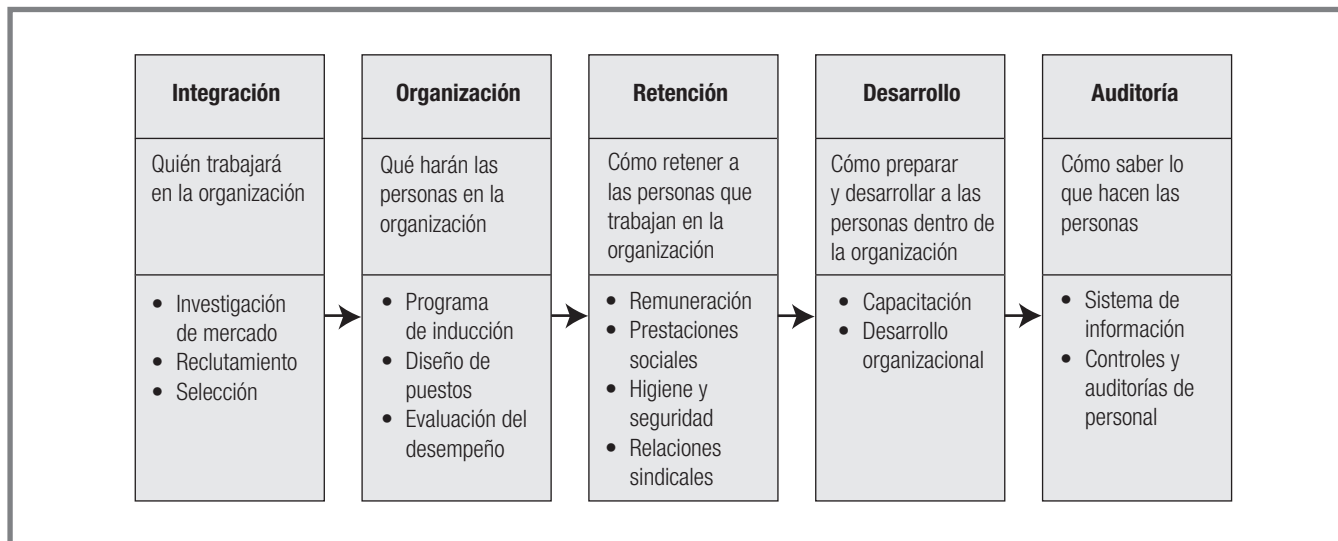 Integración
Quién trabajará
en la organización
• Investigación
de mercado
• Reclutamiento
• Selección
Organización
Qué harán las
personas en la
organización
• Programa
de inducción
• Diseño de
puestos
• Evaluación del
desempeño
Retención
Cómo retener a
las personas que
trabajan en la
organización
• Remuneración
• Prestaciones
sociales
• Higiene y
seguridad
• Relaciones
sindicales
Desarrollo
Cómo preparar
y desarrollar a las
personas dentro de
la organización
• Capacitación
• Desarrollo
organizacional
Auditoría
Cómo saber lo
que hacen las
personas
• Sistema de
información
• Controles y
auditorías de
personal